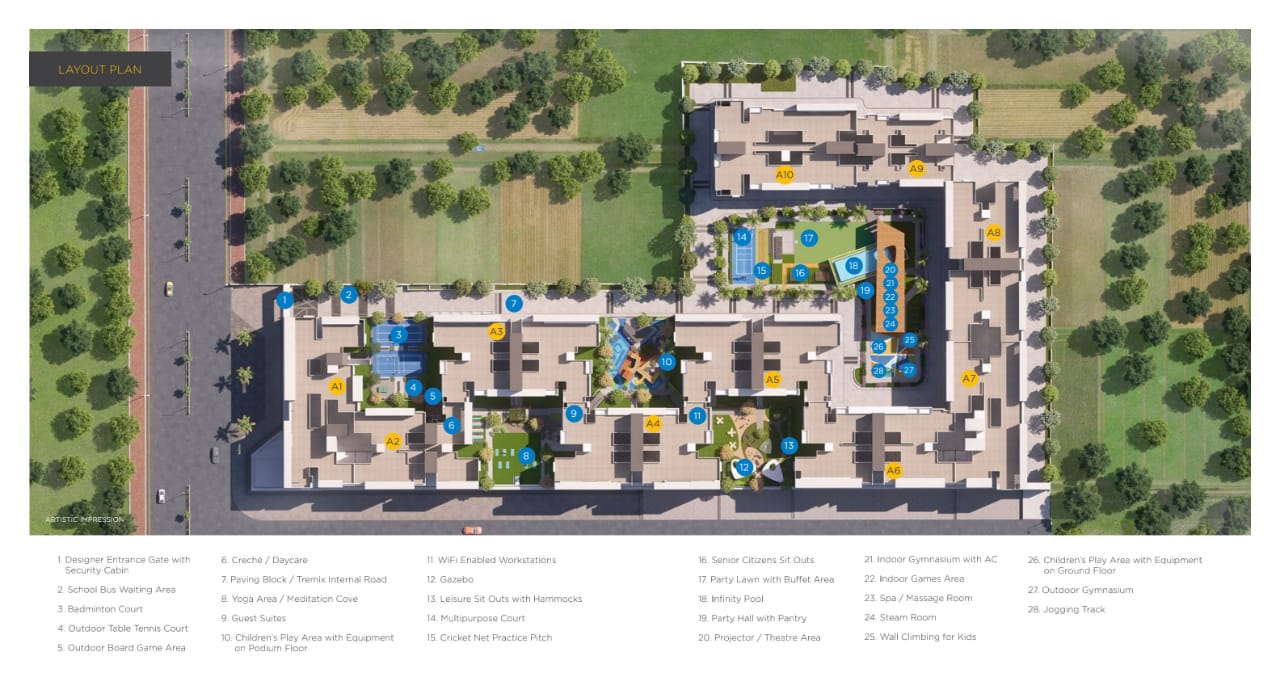 LAYOUT PLAN
A10
A9
A8
14
17
15
16
18
19
20
21
22
23
24
25
26
27
28
1
2
7
3
A3
10
A5
A7
A1
4
5
9
A4
11
6
A2
8
12
13
A6
ARTISTIC IMPRESSION
1. Designer Entrance Gate with
Security Cabin
2. School Bus Waiting Area
3. Badminton Court
4. Outdoor Table Tennis Court
5. Outdoor Board Game Area
6. Crechè / Daycare
7. Paving Block / Tremix Internal Road
8. Yoga Area / Meditation Cove
9. Guest Suites
10. Children's Play Area with Equipment
on Podium Floor
11. WiFi Enabled Workstations
12. Gazebo
13. Leisure Sit Outs with Hammocks
14. Multipurpose Court
15. Cricket Net Practice Pitch
16. Senior Citizens Sit Outs
17. Party Lawn with Buffet Area
18. Infinity Pool
19. Party Hall with Pantry
20. Projector / Theatre Area
21. Indoor Gymnasium with AC
22. Indoor Games Area
23. Spa / Massage Room
24. Steam Room
25. Wall Climbing for Kids
26. Children's Play Area with Equipment
on Ground Floor
27. Outdoor Gymnasium
28. Jogging Track